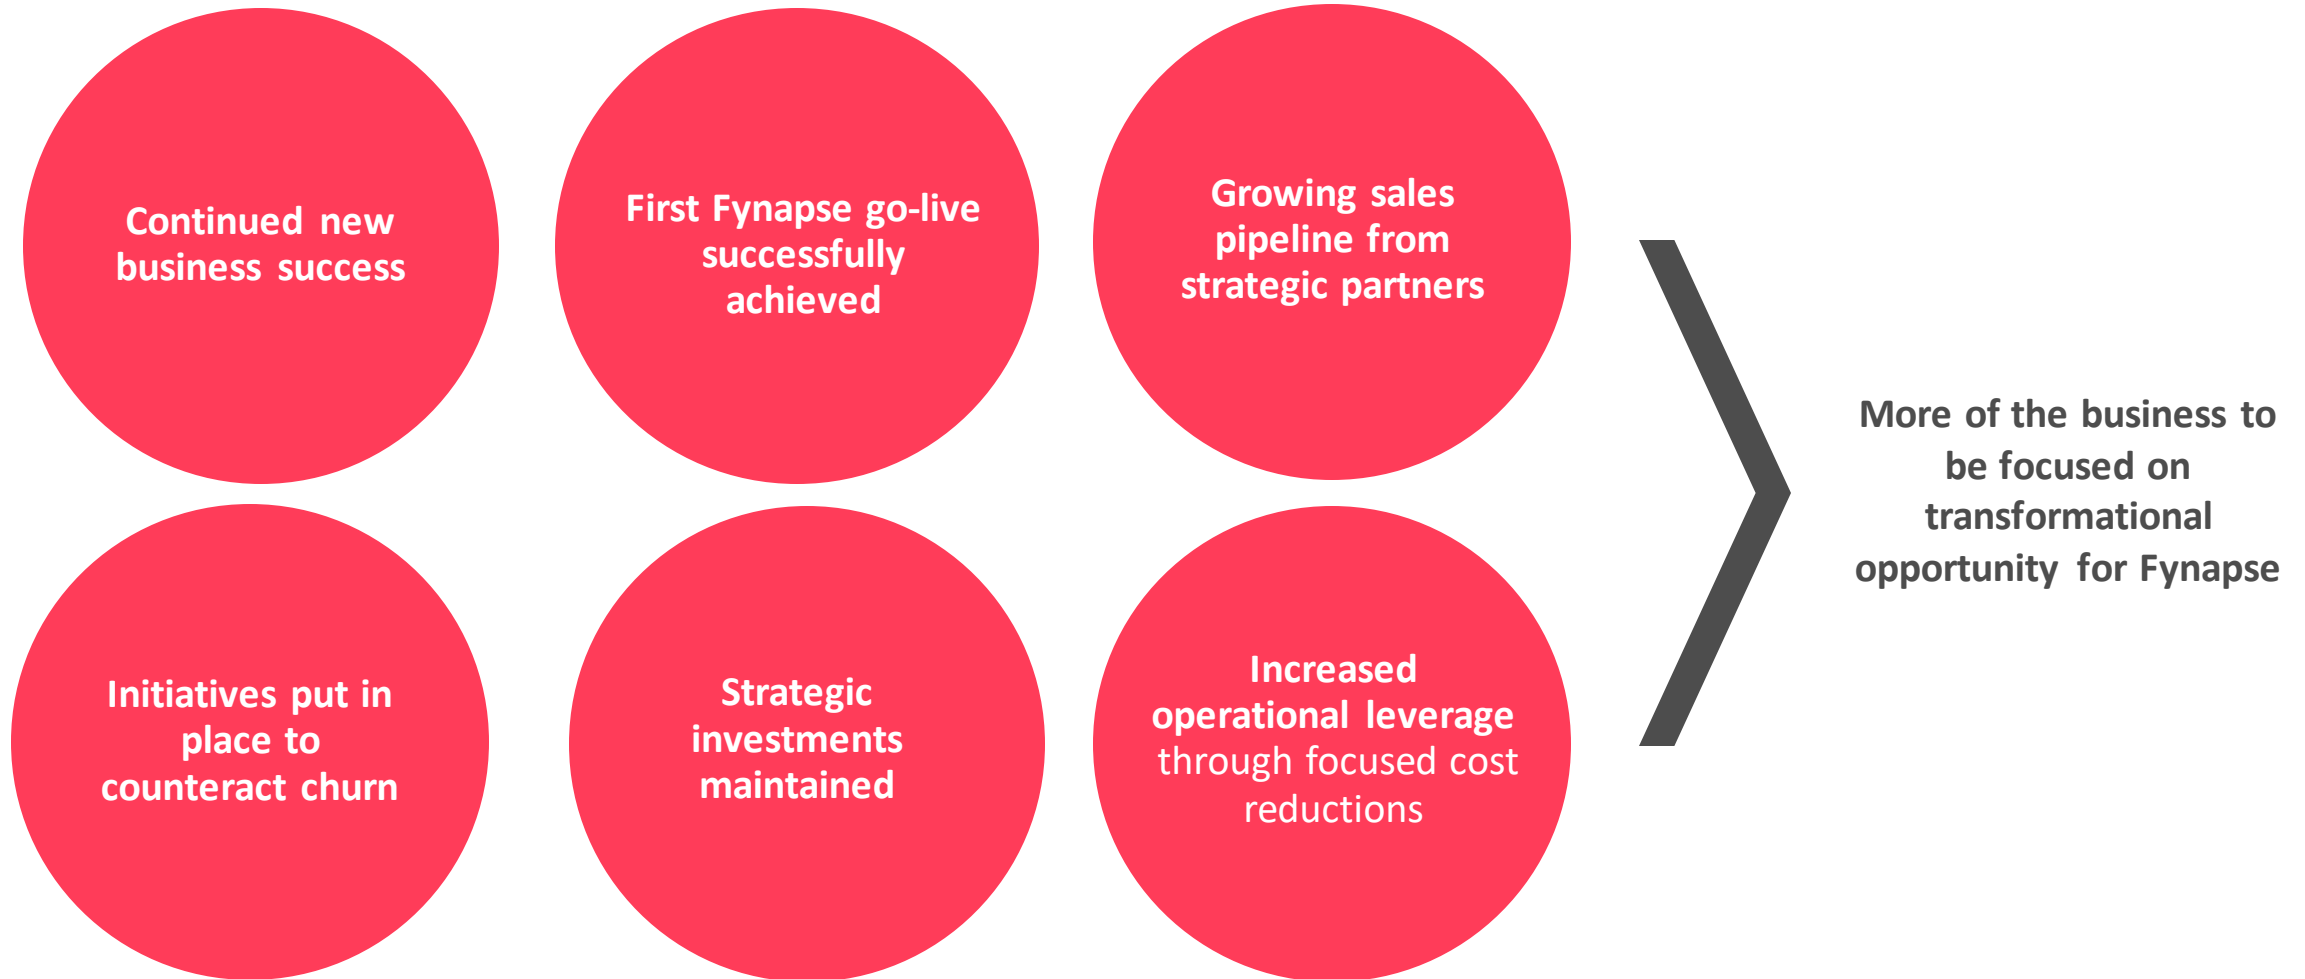 Continued new
business success
First Fynapse go-live
successfully
achieved
Growing sales
pipeline from
strategic partners
Initiatives put in
place to
counteract churn
Strategic
investments
maintained
Increased
operational leverage
through focused cost
reductions
More of the business to
be focused on
transformational
opportunity for Fynapse